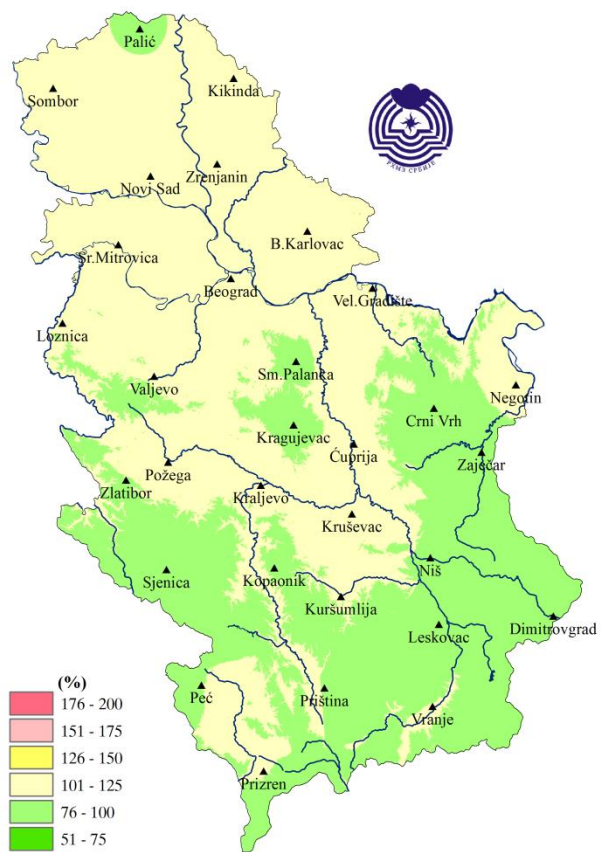 Palić
Kikinda
Sombor
Zrenjanin
Novi Sad
B.Karlovac
Sr.Mitrovica
Beograd
Vel.Gradište
Loznica
Sm.Palanka
Valjevo
Negotin
Crni Vrh
Kragujevac
Ćuprija
Zaječar
Požega
Zlatibor
Kraljevo
Kruševac
Niš
Sjenica
Kopaonik
Kuršumlija
Dimitrovgrad
Leskovac
Peć
Priština
Vranje
Prizren
РХМЗ СРБИЈЕ
(%)
176 - 200
151 - 175
126 - 150
101 - 125
76 - 100
51 - 75